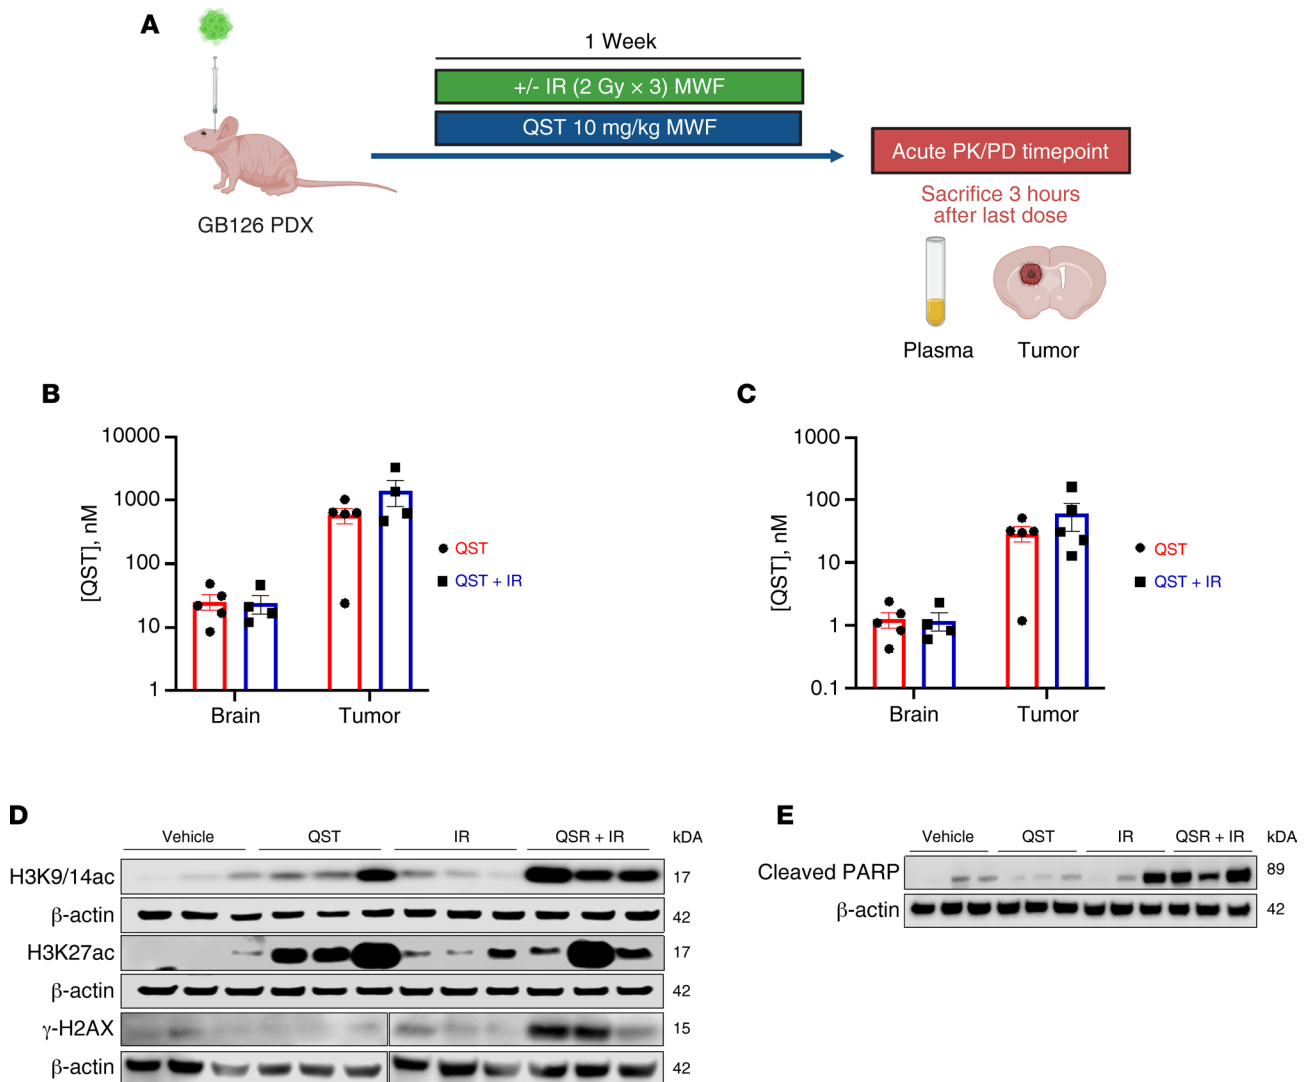 A
1 Week
+/- IR (2 Gy × 3) MWF
QST 10 mg/kg MWF
Acute PK/PD timepoint
Sacrifice 3 hours
after last dose
GB126 PDX
Plasma Tumor
B
10000
1000
100
10
1
[QST], nM
Brain Tumor
QST
QST + IR
C
1000
100
10
1
0.1
[QST], nM
Brain Tumor
QST
QST + IR
D
Vehicle QST IR QSR + IR kDA
H3K9/14ac 17
β-actin 42
H3K27ac 17
β-actin 42
γ-H2AX 15
β-actin 42
E
Vehicle QST IR QSR + IR kDA
Cleaved PARP 89
β-actin 42